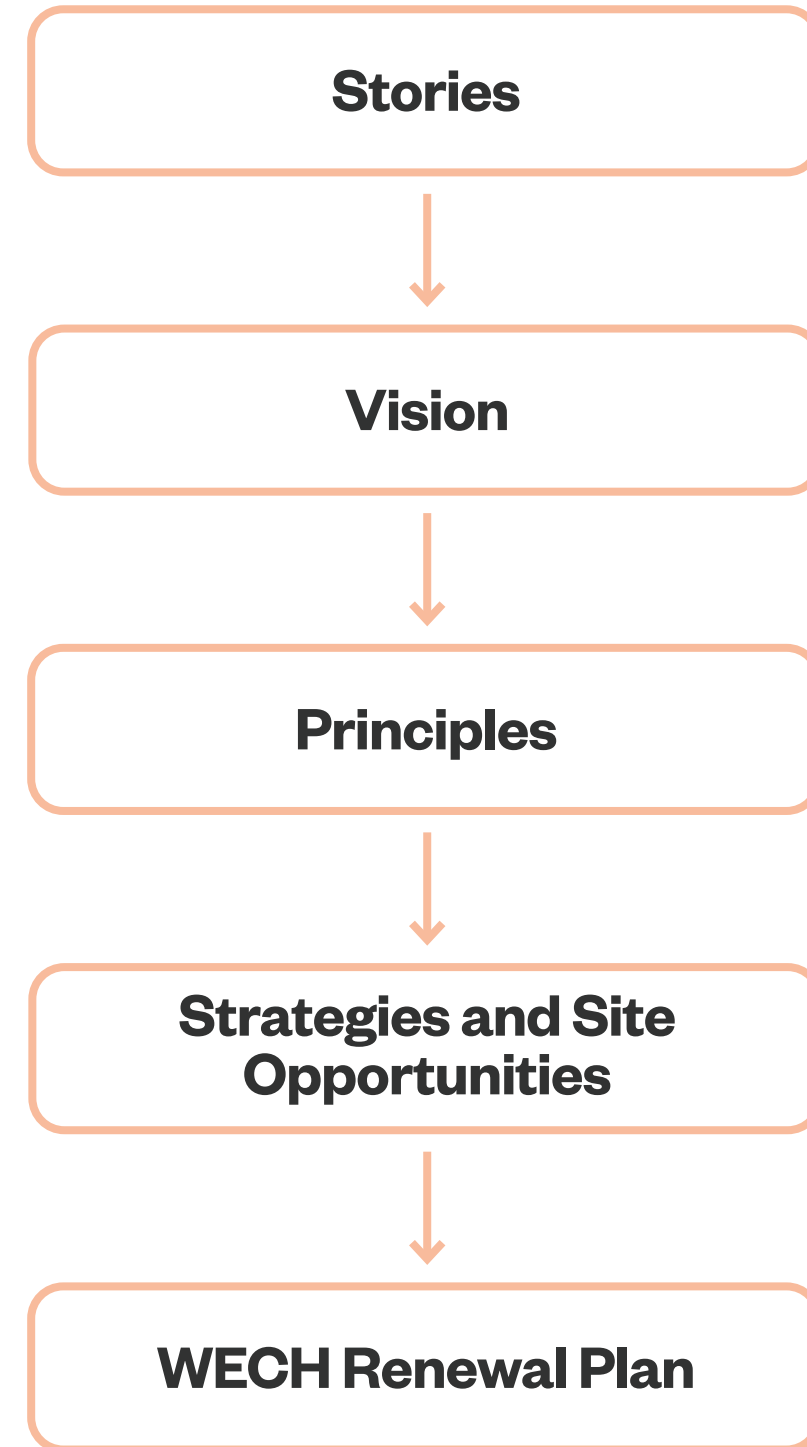 Stories
Vision
Principles
Strategies and Site
Opportunities
WECH Renewal Plan